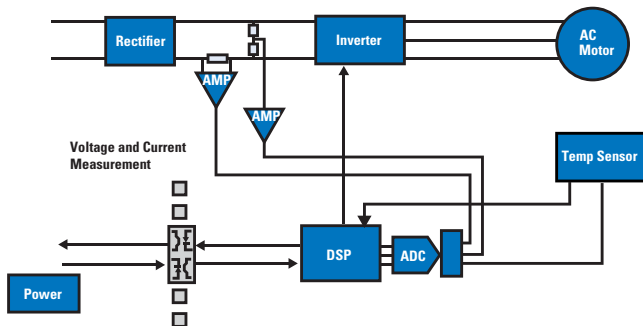 Rectifier
Inverter
AC
Motor
AMP
AMP
Voltage and Current
Measurement
Temp Sensor
DSP
ADC
Power